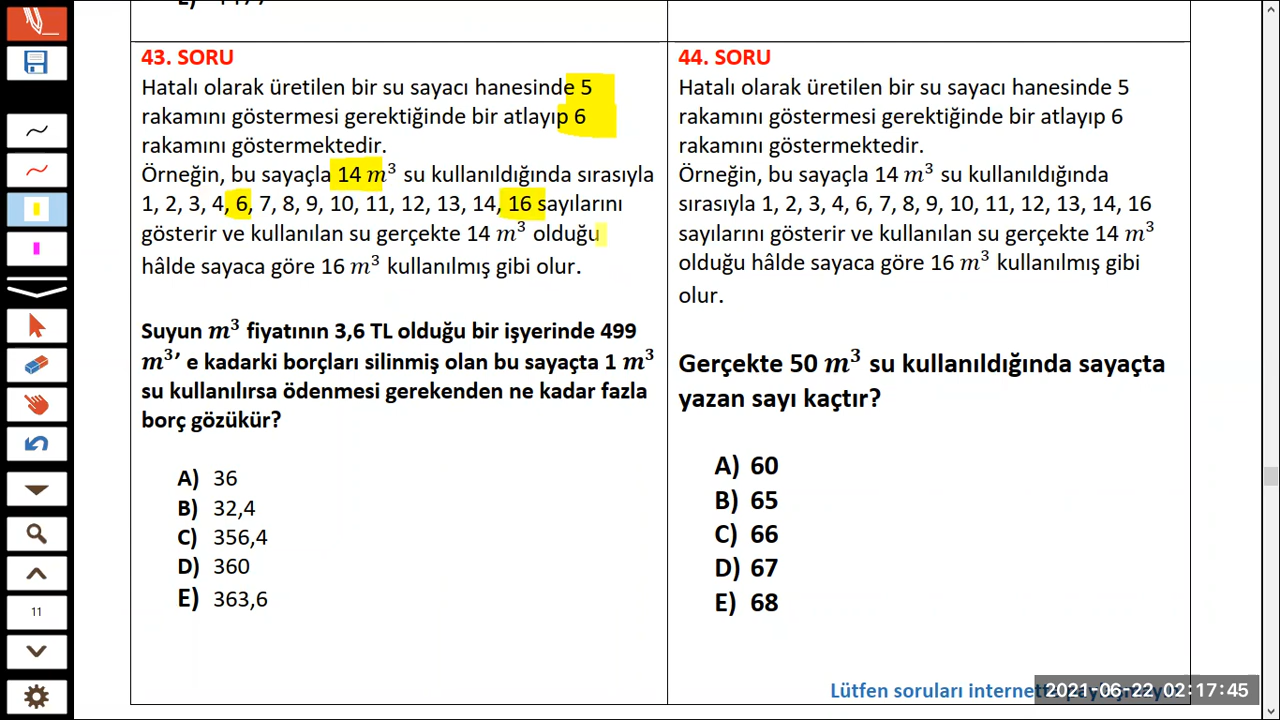 43. SORU
Hatalı olarak üretilen bir su sayacı hanesinde 5
rakamını göstermesi gerektiğinde bir atlayıp 6
rakamını göstermektedir.
Örneğin, bu sayaçla 14 m³ su kullanıldığında sırasıyla
1, 2, 3, 4, 6, 7, 8, 9, 10, 11, 12, 13, 14, 16 sayılarını
gösterir ve kullanılan su gerçekte 14 m³ olduğu
hâlde sayaca göre 16 m³ kullanılmış gibi olur.
Suyun m³ fiyatının 3,6 TL olduğu bir işyerinde 499
m³’ e kadarki borçları silinmiş olan bu sayaçta 1 m³
su kullanılırsa ödenmesi gerekenden ne kadar fazla
borç gözükür?
A) 36
B) 32,4
C) 356,4
D) 360
E) 363,6
44. SORU
Hatalı olarak üretilen bir su sayacı hanesinde 5
rakamını göstermesi gerektiğinde bir atlayıp 6
rakamını göstermektedir.
Örneğin, bu sayaçla 14 m³ su kullanıldığında
sırasıyla 1, 2, 3, 4, 6, 7, 8, 9, 10, 11, 12, 13, 14, 16
sayılarını gösterir ve kullanılan su gerçekte 14 m³
olduğu hâlde sayaca göre 16 m³ kullanılmış gibi
olur.
Gerçekte 50 m³ su kullanıldığında sayaçta
yazan sayı kaçtır?
A) 60
B) 65
C) 66
D) 67
E) 68
Lütfen soruları internette
2021-06-22 02:17:45
11